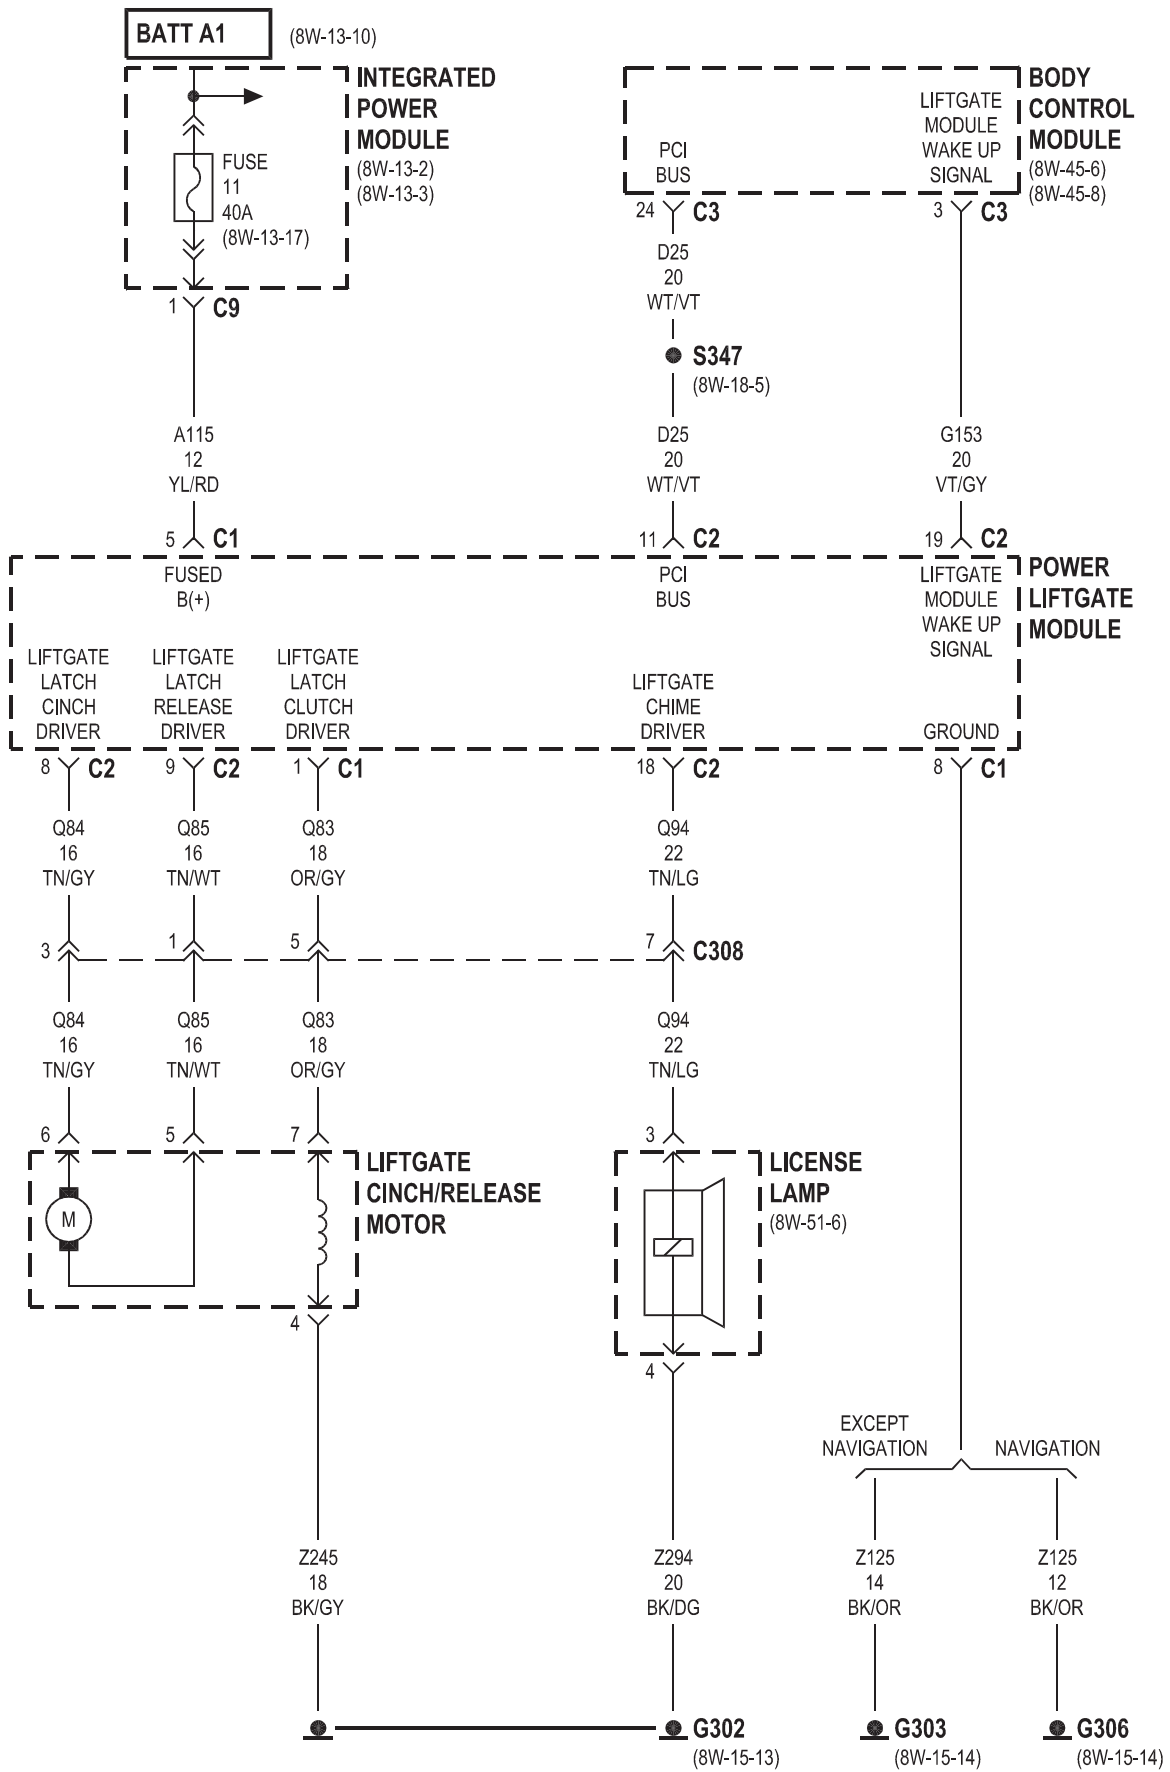 BATT A1
(8W-13-10)
INTEGRATED
POWER
MODULE
(8W-13-2)
(8W-13-3)
FUSE
11
40A
(8W-13-17)
1
C9
BODY
CONTROL
MODULE
(8W-45-6)
(8W-45-8)
PCI
BUS
LIFTGATE
MODULE
WAKE UP
SIGNAL
24
C3
3
C3
D25
20
WT/VT
S347
(8W-18-5)
A115
12
YL/RD
D25
20
WT/VT
G153
20
VT/GY
5
C1
11
C2
19
C2
FUSED
B(+)
PCI
BUS
LIFTGATE
MODULE
WAKE UP
SIGNAL
POWER
LIFTGATE
MODULE
LIFTGATE
LATCH
CINCH
DRIVER
LIFTGATE
LATCH
RELEASE
DRIVER
LIFTGATE
LATCH
CLUTCH
DRIVER
LIFTGATE
CHIME
DRIVER
GROUND
8
C2
9
C2
1
C1
18
C2
8
C1
Q84
16
TN/GY
Q85
16
TN/WT
Q83
18
OR/GY
Q94
22
TN/LG
3
1
5
7
C308
Q84
16
TN/GY
Q85
16
TN/WT
Q83
18
OR/GY
Q94
22
TN/LG
6
5
7
3
M
LIFTGATE
CINCH/RELEASE
MOTOR
LICENSE
LAMP
(8W-51-6)
4
4
EXCEPT
NAVIGATION
NAVIGATION
Z245
18
BK/GY
Z294
20
BK/DG
Z125
14
BK/OR
Z125
12
BK/OR
G302
(8W-15-13)
G303
(8W-15-14)
G306
(8W-15-14)